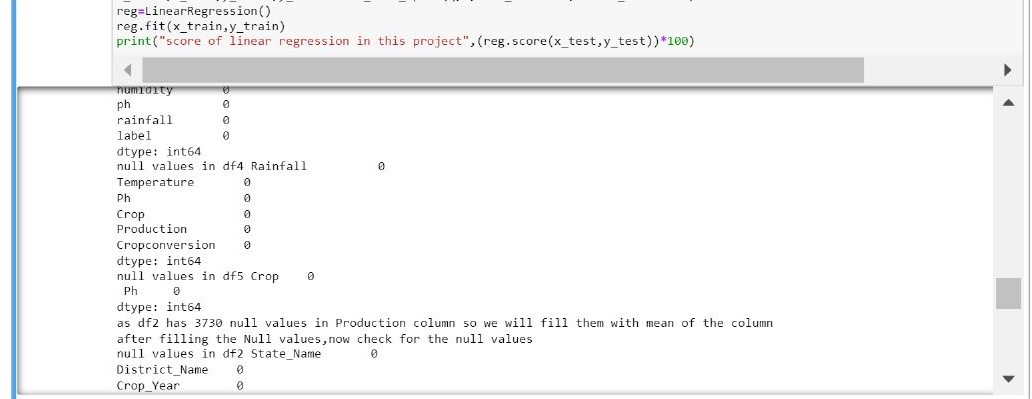 reg=LinearRegression()
reg.fit(x_train,y_train)
print("score of linear regression in this project",(reg.score(x_test,y_test))*100)
humidity 0
ph 0
rainfall 0
label 0
dtype: int64
null values in df4 Rainfall 0
Temperature 0
Ph 0
Crop 0
Production 0
Cropconversion 0
dtype: int64
null values in df5 Crop 0
Ph 0
dtype: int64
as df2 has 3730 null values in Production column so we will fill them with mean of the column
after filling the Null values,now check for the null values
null values in df2 State_Name 0
District_Name 0
Crop_Year 0